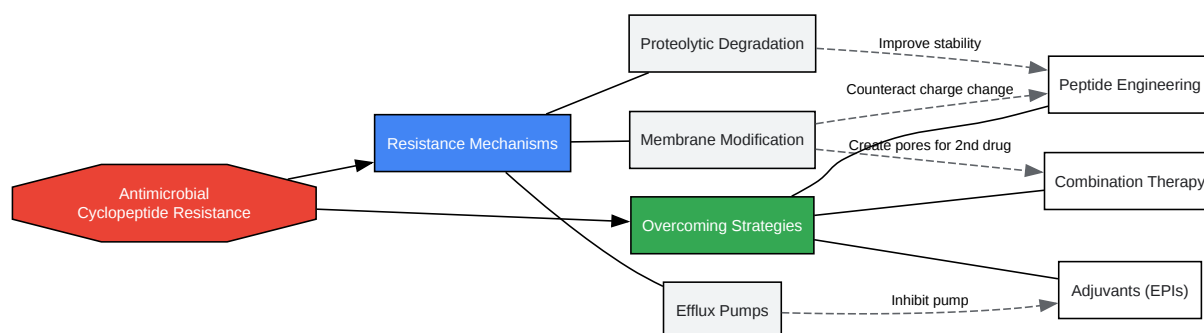 Antimicrobial
Cyclopeptide Resistance
Resistance Mechanisms
Overcoming Strategies
Proteolytic Degradation
Membrane Modification
Efflux Pumps
Improve stability
Counteract charge change
Create pores for 2nd drug
Inhibit pump
Peptide Engineering
Combination Therapy
Adjuvants (EPIs)